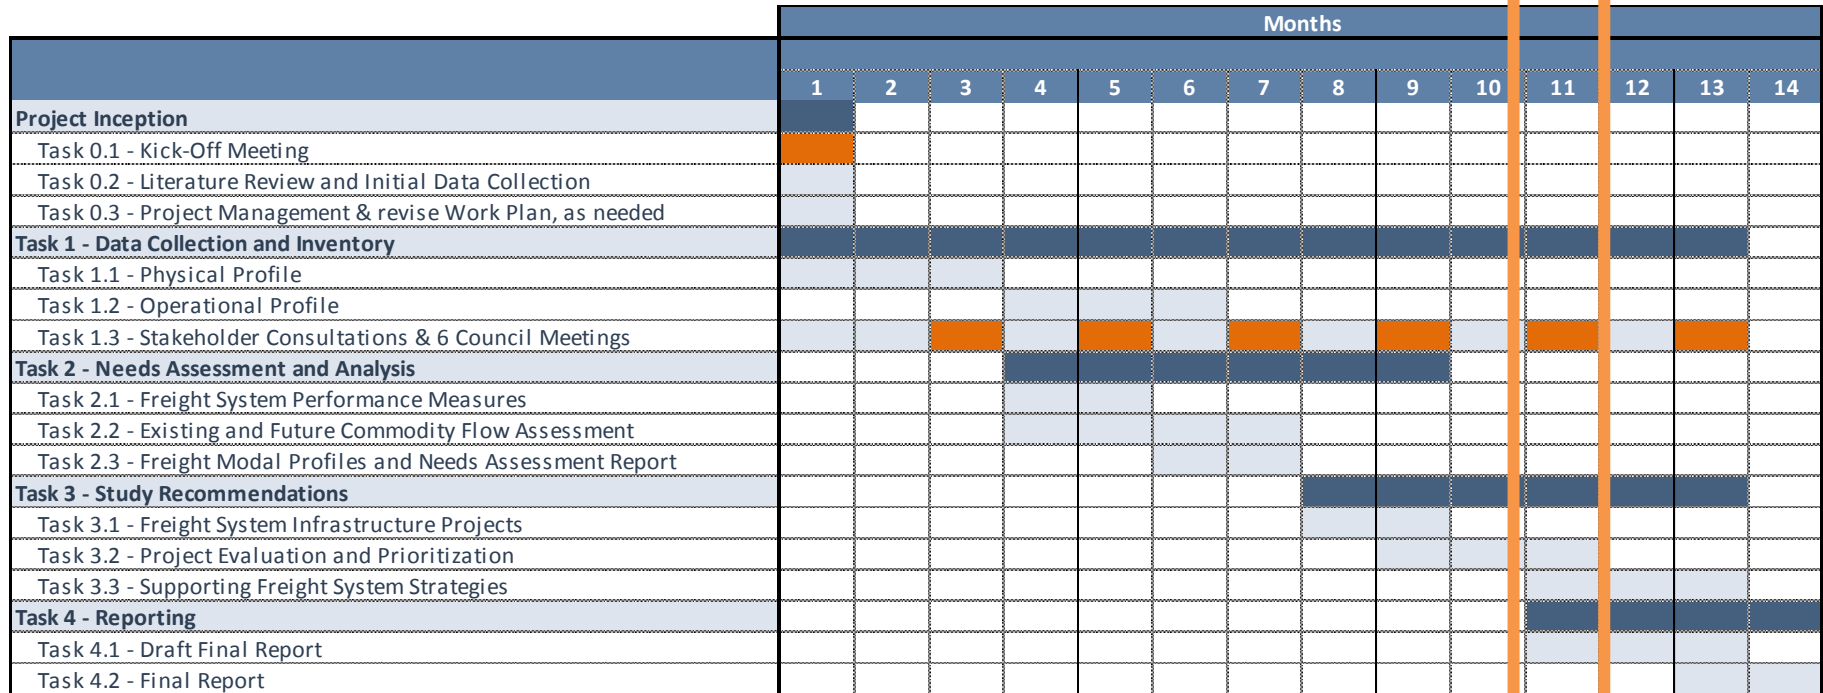 Months
1 2 3 4 5 6 7 8 9 10 11 12 13 14
Project Inception
Task 0.1 - Kick-Off Meeting
Task 0.2 - Literature Review and Initial Data Collection
Task 0.3 - Project Management & revise Work Plan, as needed
Task 1 - Data Collection and Inventory
Task 1.1 - Physical Profile
Task 1.2 - Operational Profile
Task 1.3 - Stakeholder Consultations & 6 Council Meetings
Task 2 - Needs Assessment and Analysis
Task 2.1 - Freight System Performance Measures
Task 2.2 - Existing and Future Commodity Flow Assessment
Task 2.3 - Freight Modal Profiles and Needs Assessment Report
Task 3 - Study Recommendations
Task 3.1 - Freight System Infrastructure Projects
Task 3.2 - Project Evaluation and Prioritization
Task 3.3 - Supporting Freight System Strategies
Task 4 - Reporting
Task 4.1 - Draft Final Report
Task 4.2 - Final Report